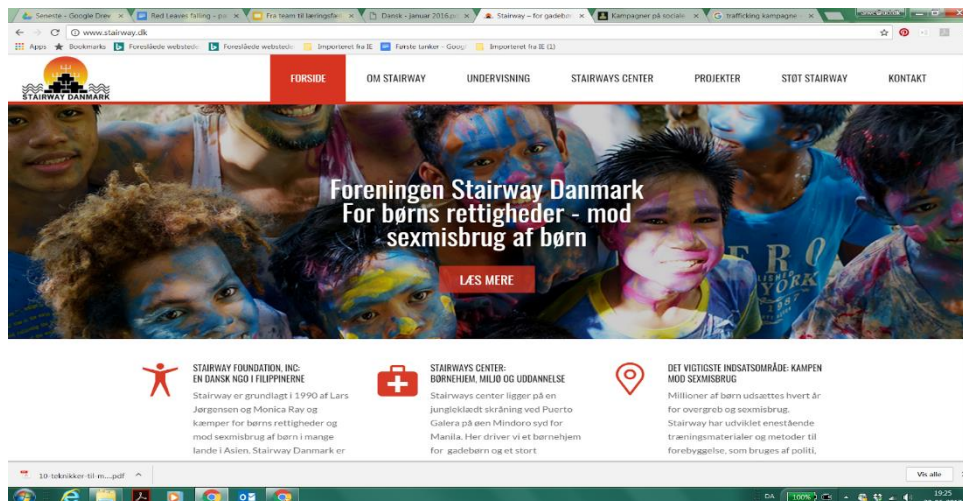 Seneste - Google Drev
Red Leaves falling - po
Fra team til læringsfæl
Dansk - januar 2016.p
Stairway – for gadebør
Kampagner på sociale
trafficking kampagne -
www.stairway.dk
Apps
Bookmarks
Foreslåede webstede
Foreslåede webstede
Importeret fra IE
Første tanker - Googl
Importeret fra IE (1)
STAIRWAY DANMARK
FORSIDE
OM STAIRWAY
UNDERVISNING
STAIRWAYS CENTER
PROJEKTER
STØT STAIRWAY
KONTAKT
Foreningen Stairway Danmark
For børns rettigheder - mod
sexmisbrug af børn
LÆS MERE
STAIRWAY FOUNDATION, INC:
EN DANSK NGO I FILIPPINERNE
Stairway er grundlagt i 1990 af Lars
Jørgensen og Monica Ray og
kæmper for børns rettigheder og
mod sexmisbrug af børn i mange
lande i Asien. Stairway Danmark er
STAIRWAYS CENTER:
BØRNEHJEM, MILJØ OG UDDANNELSE
Stairways center ligger på en
jungleklædt skråning ved Puerto
Galera på øen Mindoro syd for
Manila. Her driver vi et børnehjem
for gadebørn og et stort
DET VIGTIGSTE INDSATSOMRÅDE: KAMPEN
MOD SEXMISBRUG
Millioner af børn udsættes hvert år
for overgreb og sexmisbrug.
Stairway har udviklet enestående
træningsmaterialer og metoder til
forebyggelse, som bruges af politi,
10-teknikker-til-m....pdf
Vis alle
DA
100%
19:25